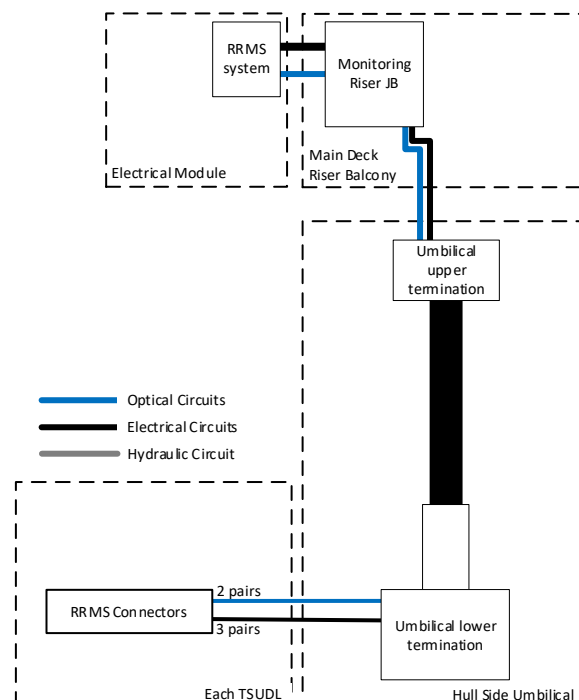 RRMS
system
Monitoring
Riser JB
Electrical Module
Main Deck
Riser Balcony
Umbilical
upper
termination
Optical Circuits
Electrical Circuits
Hydraulic Circuit
2 pairs
RRMS Connectors
3 pairs
Umbilical lower
termination
Each TSUDL
Hull Side Umbilical